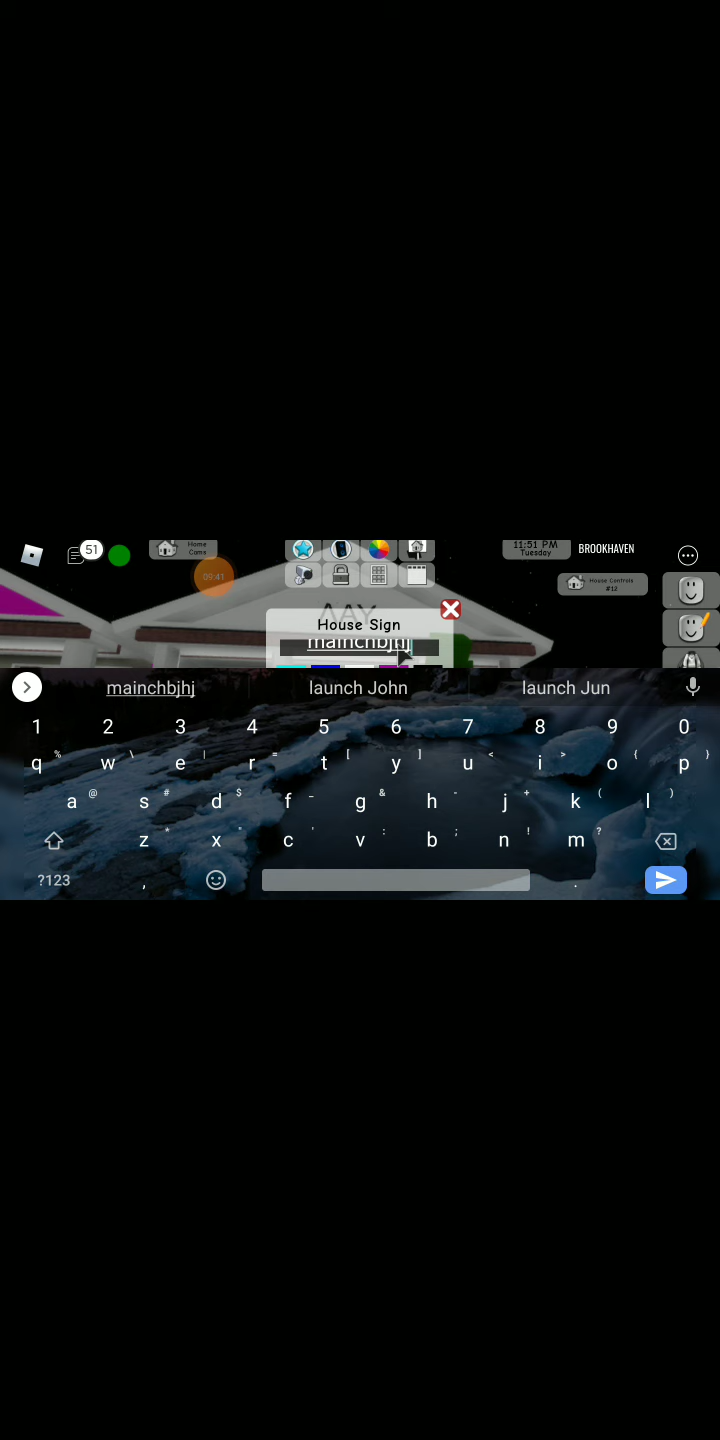 51
Home
Cams
09:41
11:51 PM
Tuesday
BROOKHAVEN
House Controls
#12
AAY
House Sign
mainchbjhj
mainchbjhj launch John launch Jun
1 2 3 4 5 6 7 8 9 0
% \ | = [ ] < > { }
q w e r t y u i o p
@ # $ _ & - + ( )
a s d f g h j k l
* " ' : ; ! ?
z x c v b n m
?123 , .